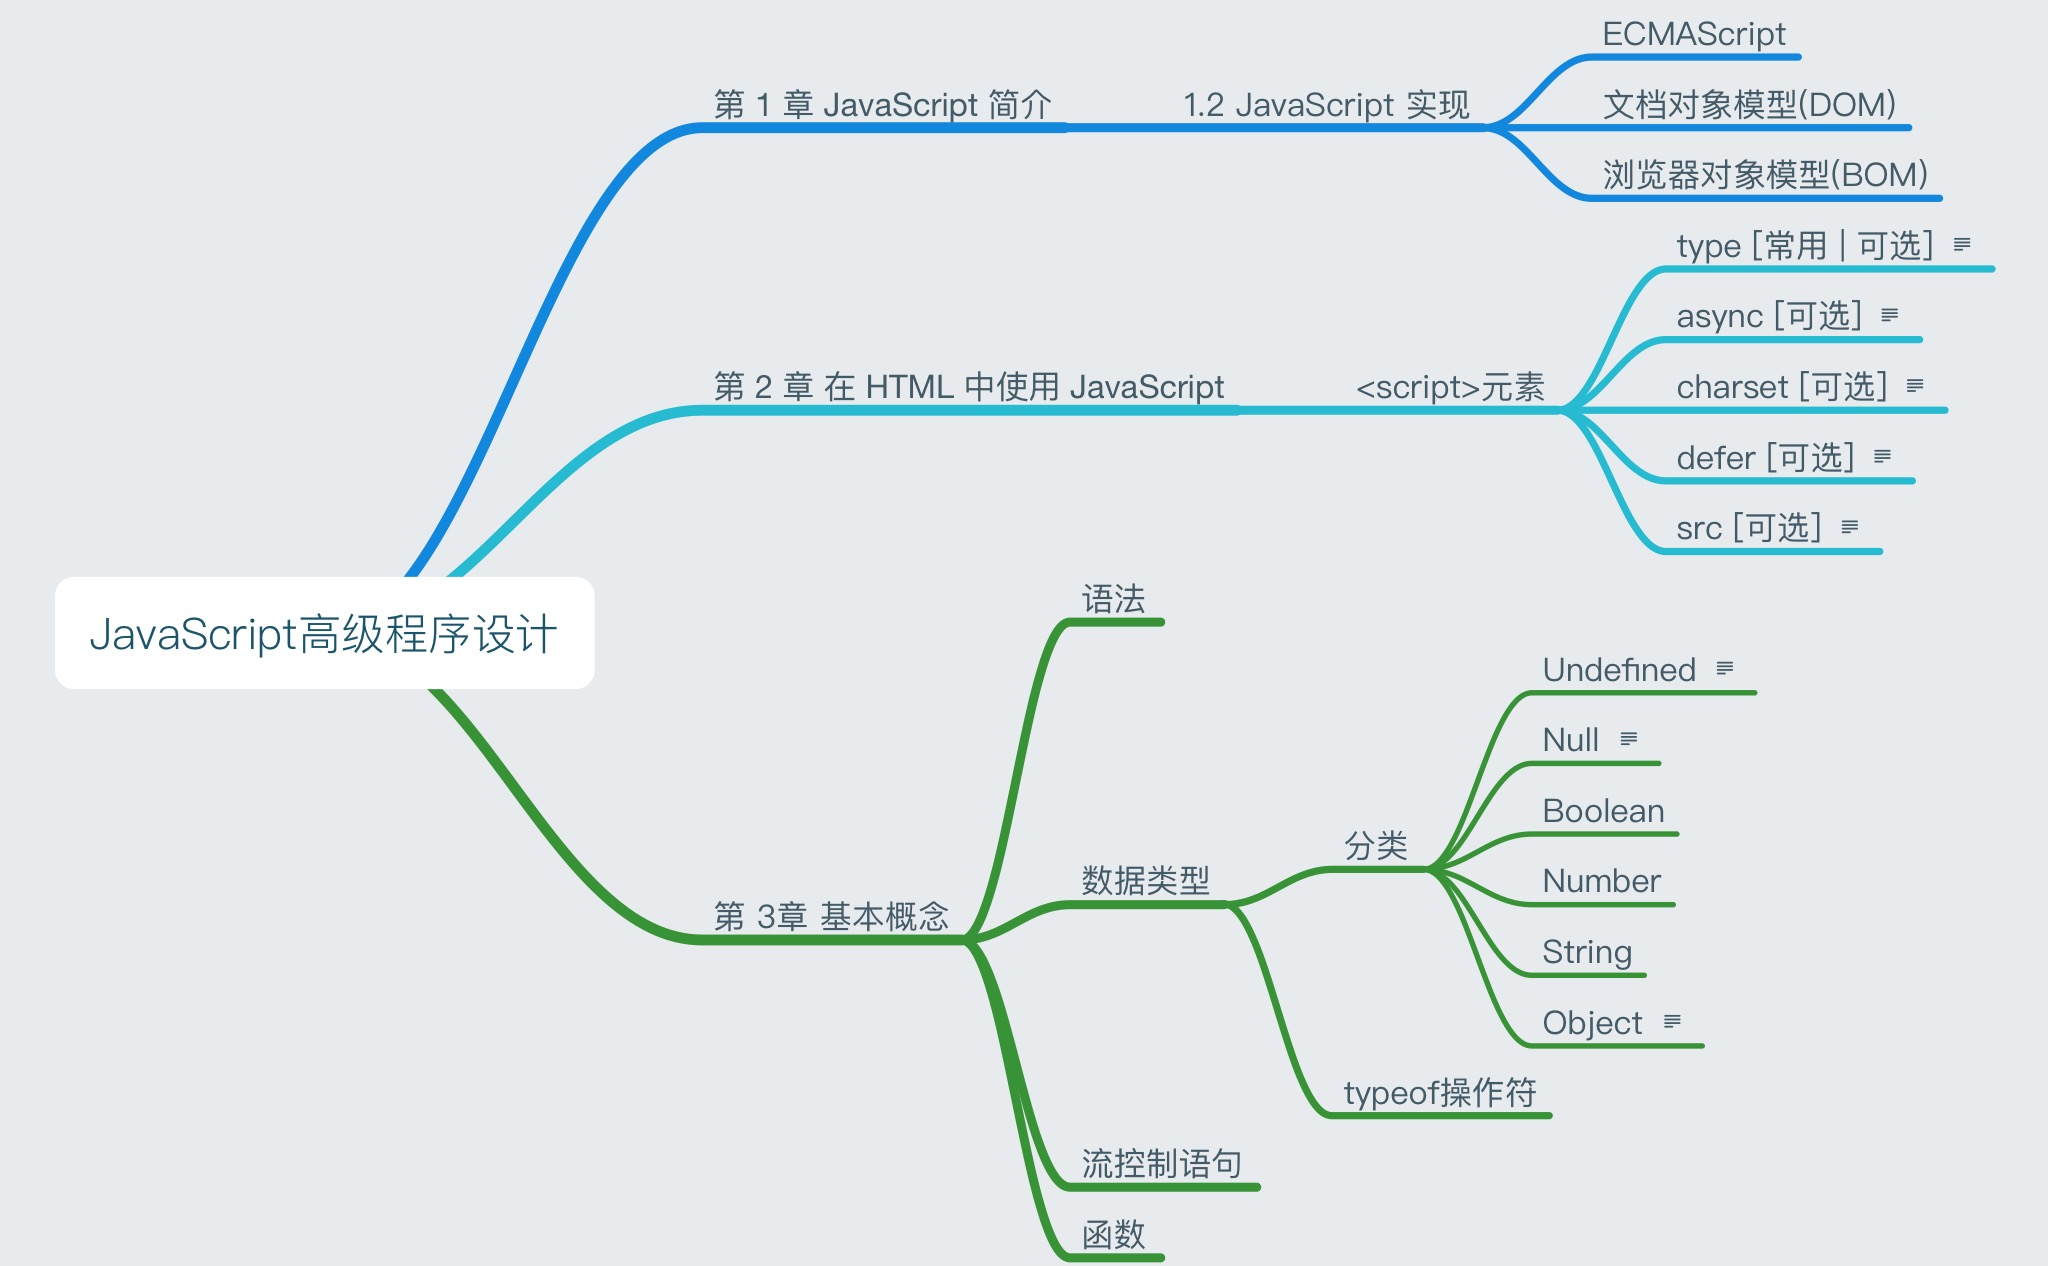 JavaScript高级程序设计
第 1 章 JavaScript 简介
1.2 JavaScript 实现
ECMAScript
文档对象模型(DOM)
浏览器对象模型(BOM)
第 2 章 在 HTML 中使用 JavaScript
<script>元素
type [常用 | 可选]
async [可选]
charset [可选]
defer [可选]
src [可选]
第 3章 基本概念
语法
数据类型
分类
Undefined
Null
Boolean
Number
String
Object
typeof操作符
流控制语句
函数